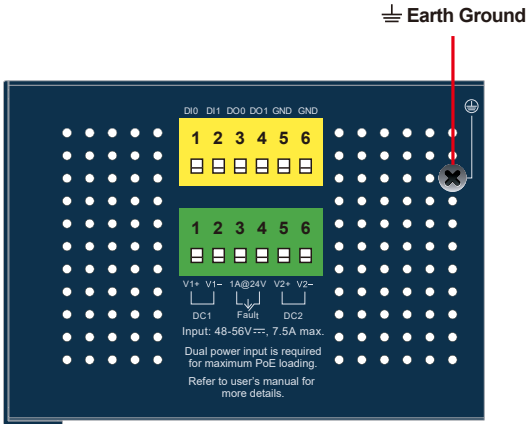 Earth Ground
DI0 DI1 DO0 DO1 GND GND
1 2 3 4 5 6
1 2 3 4 5 6
V1+ V1– 1A@24V V2+ V2–
DC1 Fault DC2
Input: 48-56V⎓, 7.5A max.
Dual power input is required
for maximum PoE loading.
Refer to user's manual for
more details.